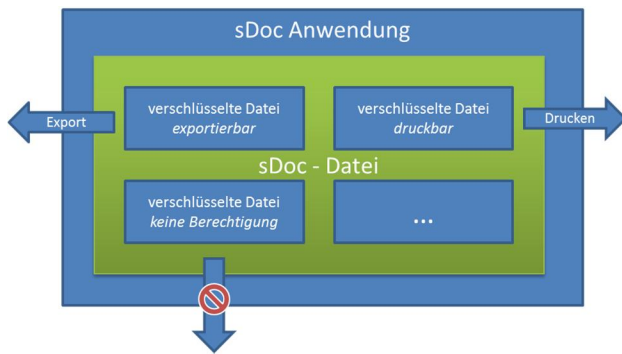 sDoc Anwendung
verschlüsselte Datei
exportierbar
verschlüsselte Datei
druckbar
Export
Drucken
sDoc - Datei
verschlüsselte Datei
keine Berechtigung
...